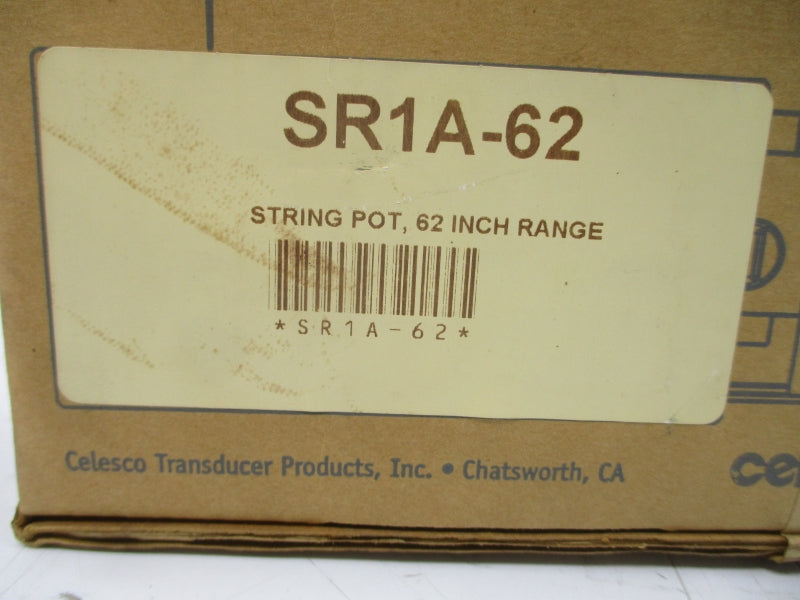 SR1A-62
STRING POT, 62 INCH RANGE
*SR1A-62*
Celesco Transducer Products, Inc. • Chatsworth, CA